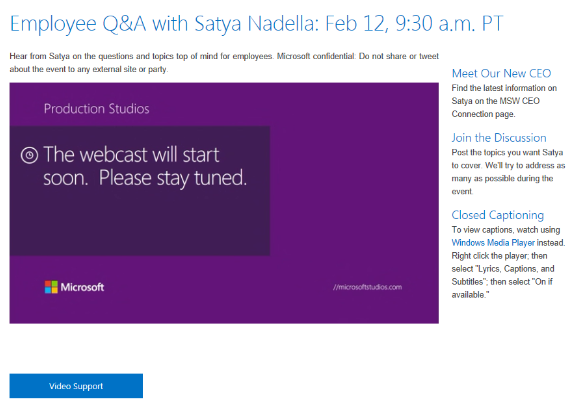 Employee Q&A with Satya Nadella: Feb 12, 9:30 a.m. PT
Hear from Satya on the questions and topics top of mind for employees. Microsoft confidential: Do not share or tweet
about the event to any external site or party.
Production Studios
The webcast will start
soon. Please stay tuned.
Microsoft
//microsoftstudios.com
Meet Our New CEO
Find the latest information on
Satya on the MSW CEO
Connection page.
Join the Discussion
Post the topics you want Satya
to cover. We'll try to address as
many as possible during the
event.
Closed Captioning
To view captions, watch using
Windows Media Player instead.
Right click the player; then
select "Lyrics, Captions, and
Subtitles"; then select "On if
available."
Video Support